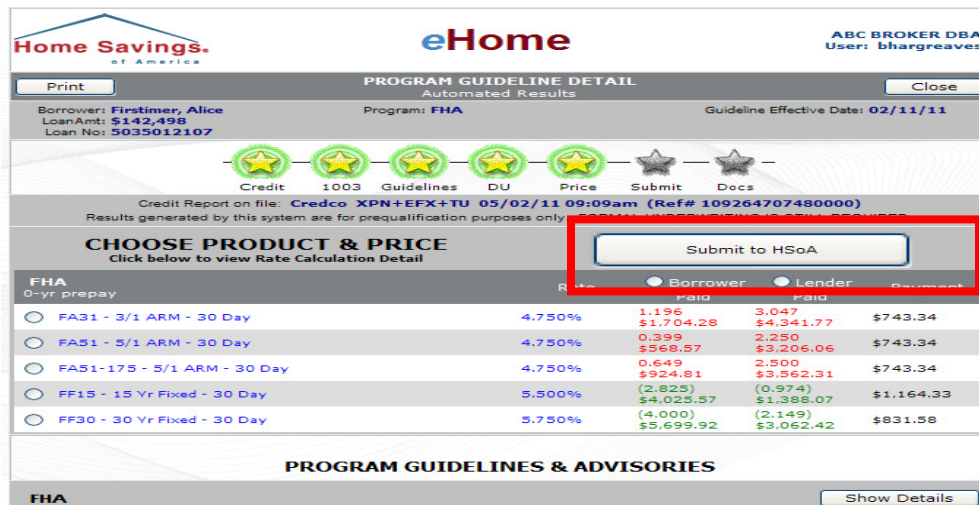 Home Savings.
of America
eHome
ABC BROKER DBA
User: bhargreaves
Print
PROGRAM GUIDELINE DETAIL
Automated Results
Close
Borrower: Firstimer, Alice
Program: FHA
Guideline Effective Date: 02/11/11
LoanAmt: $142,498
Loan No: 5035012107
Credit 1003 Guidelines DU Price Submit Docs
Credit Report on file: Credco XPN+EFX+TU 05/02/11 09:09am (Ref# 109264707480000)
Results generated by this system are for prequalification purposes only. FORMAL UNDERWRITING IS STILL REQUIRED
CHOOSE PRODUCT & PRICE
Click below to view Rate Calculation Detail
Submit to HSoA
FHA
0-yr prepay
Rate
Borrower Paid
Lender Paid
Payment
FA31 - 3/1 ARM - 30 Day 4.750% 1.196 3.047 $743.34
$1,704.28 $4,341.77
FA51 - 5/1 ARM - 30 Day 4.750% 0.399 2.250 $743.34
$568.57 $3,206.06
FA51-175 - 5/1 ARM - 30 Day 4.750% 0.649 2.500 $743.34
$924.81 $3,562.31
FF15 - 15 Yr Fixed - 30 Day 5.500% (2.825) (0.974) $1,164.33
$4,025.57 $1,388.07
FF30 - 30 Yr Fixed - 30 Day 5.750% (4.000) (2.149) $831.58
$5,699.92 $3,062.42
PROGRAM GUIDELINES & ADVISORIES
FHA
Show Details